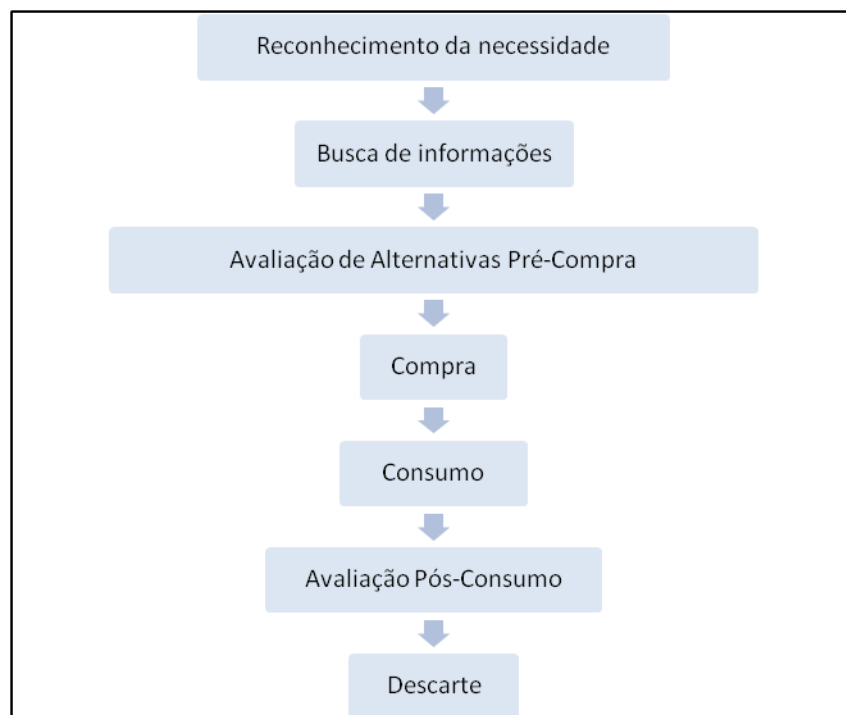 Reconhecimento da necessidade
Busca de informações
Avaliação de Alternativas Pré-Compra
Compra
Consumo
Avaliação Pós-Consumo
Descarte